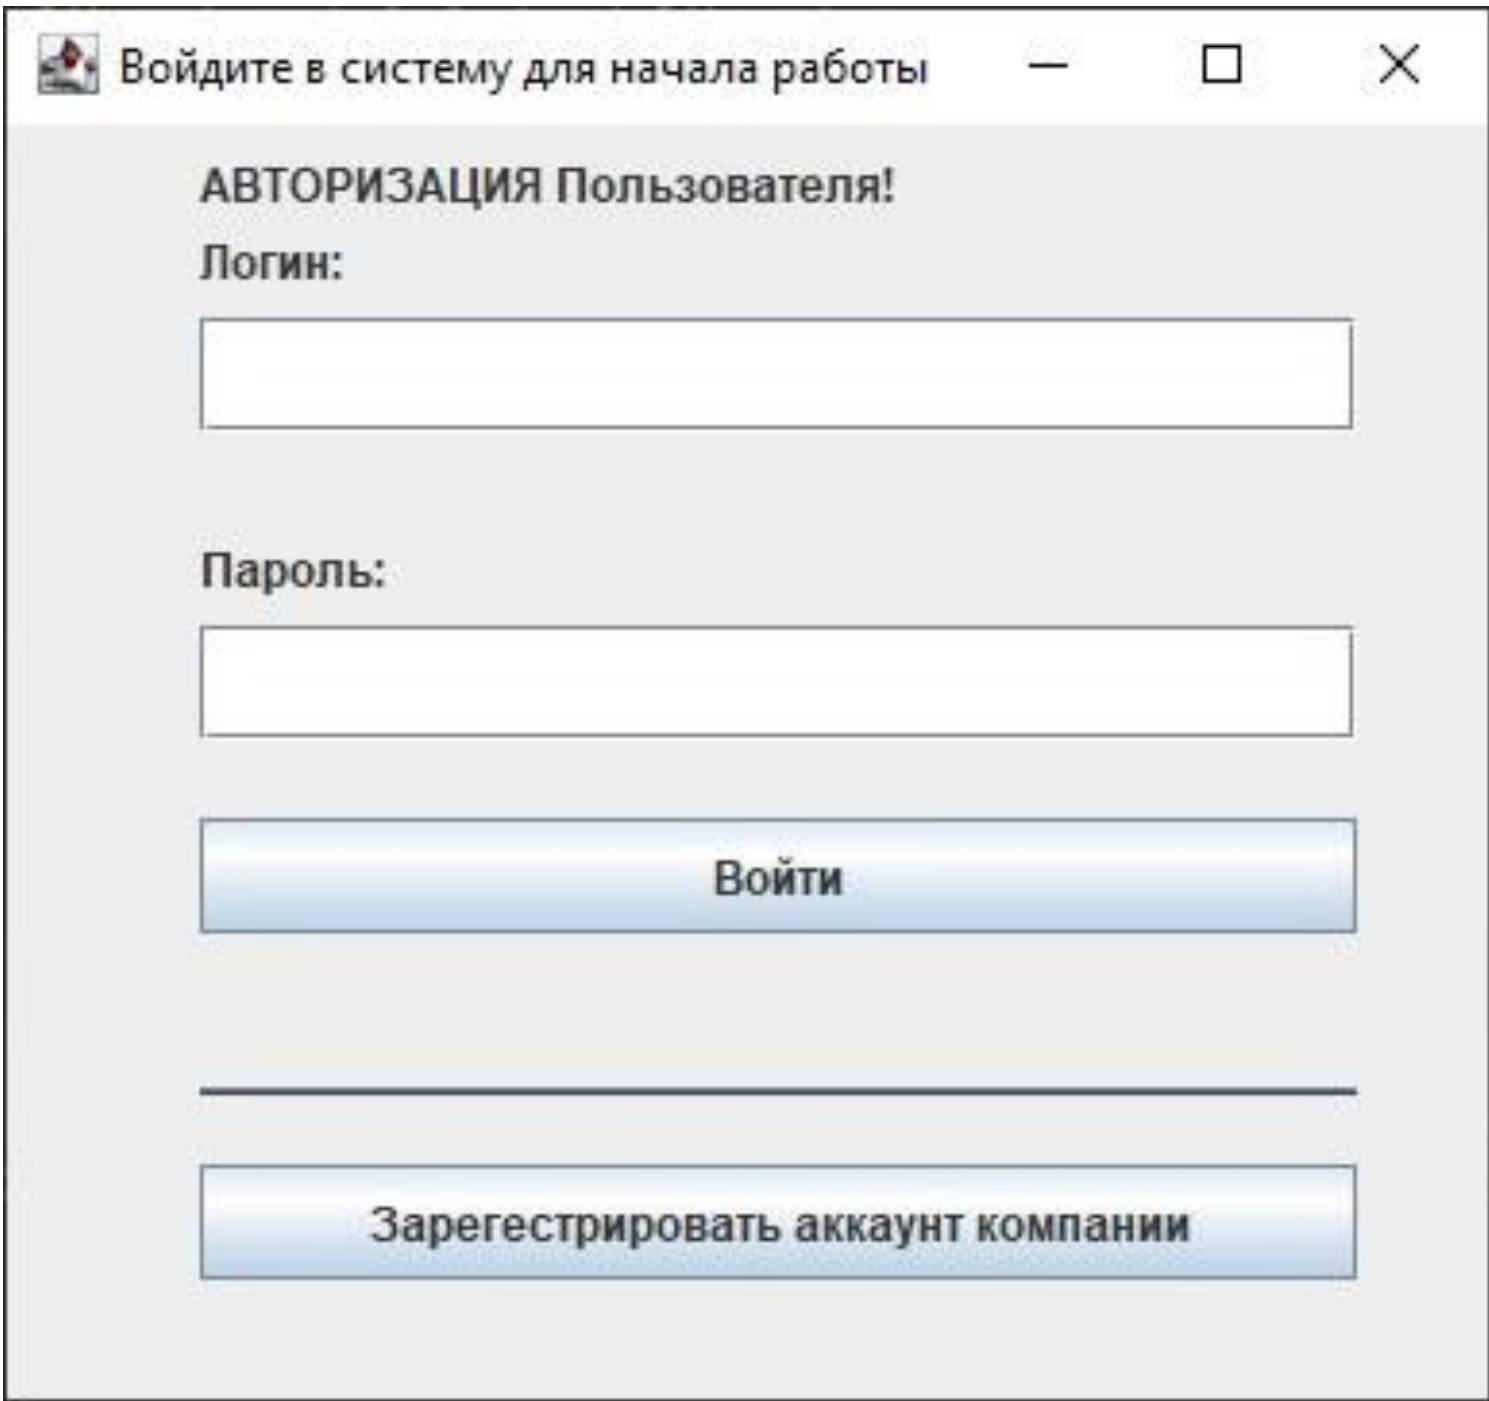 Войдите в систему для начала работы
АВТОРИЗАЦИЯ Пользователя!
Логин:
Пароль:
Войти
Зарегестрировать аккаунт компании